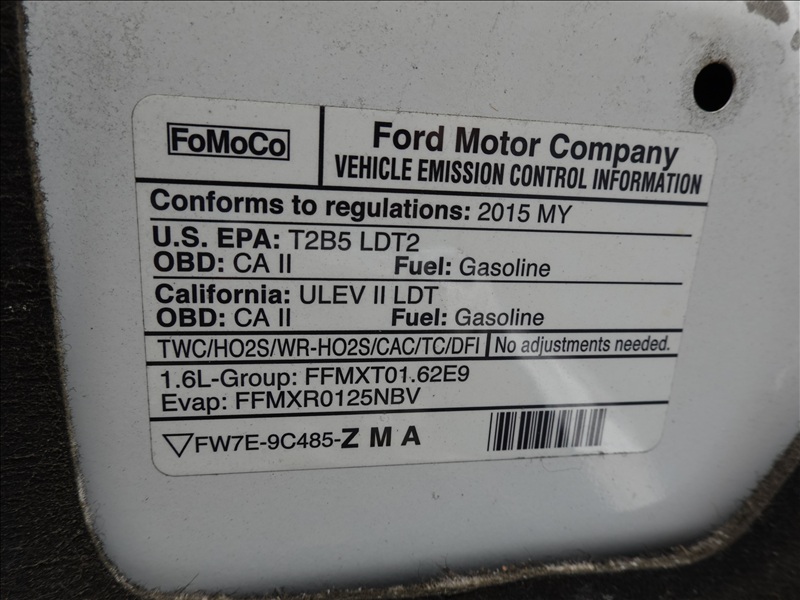 FoMoCo
Ford Motor Company
VEHICLE EMISSION CONTROL INFORMATION
Conforms to regulations: 2015 MY
U.S. EPA: T2B5 LDT2
OBD: CA II Fuel: Gasoline
California: ULEV II LDT
OBD: CA II Fuel: Gasoline
TWC/HO2S/WR-HO2S/CAC/TC/DFI No adjustments needed.
1.6L-Group: FFMXT01.62E9
Evap: FFMXR0125NBV
FW7E-9C485-Z M A